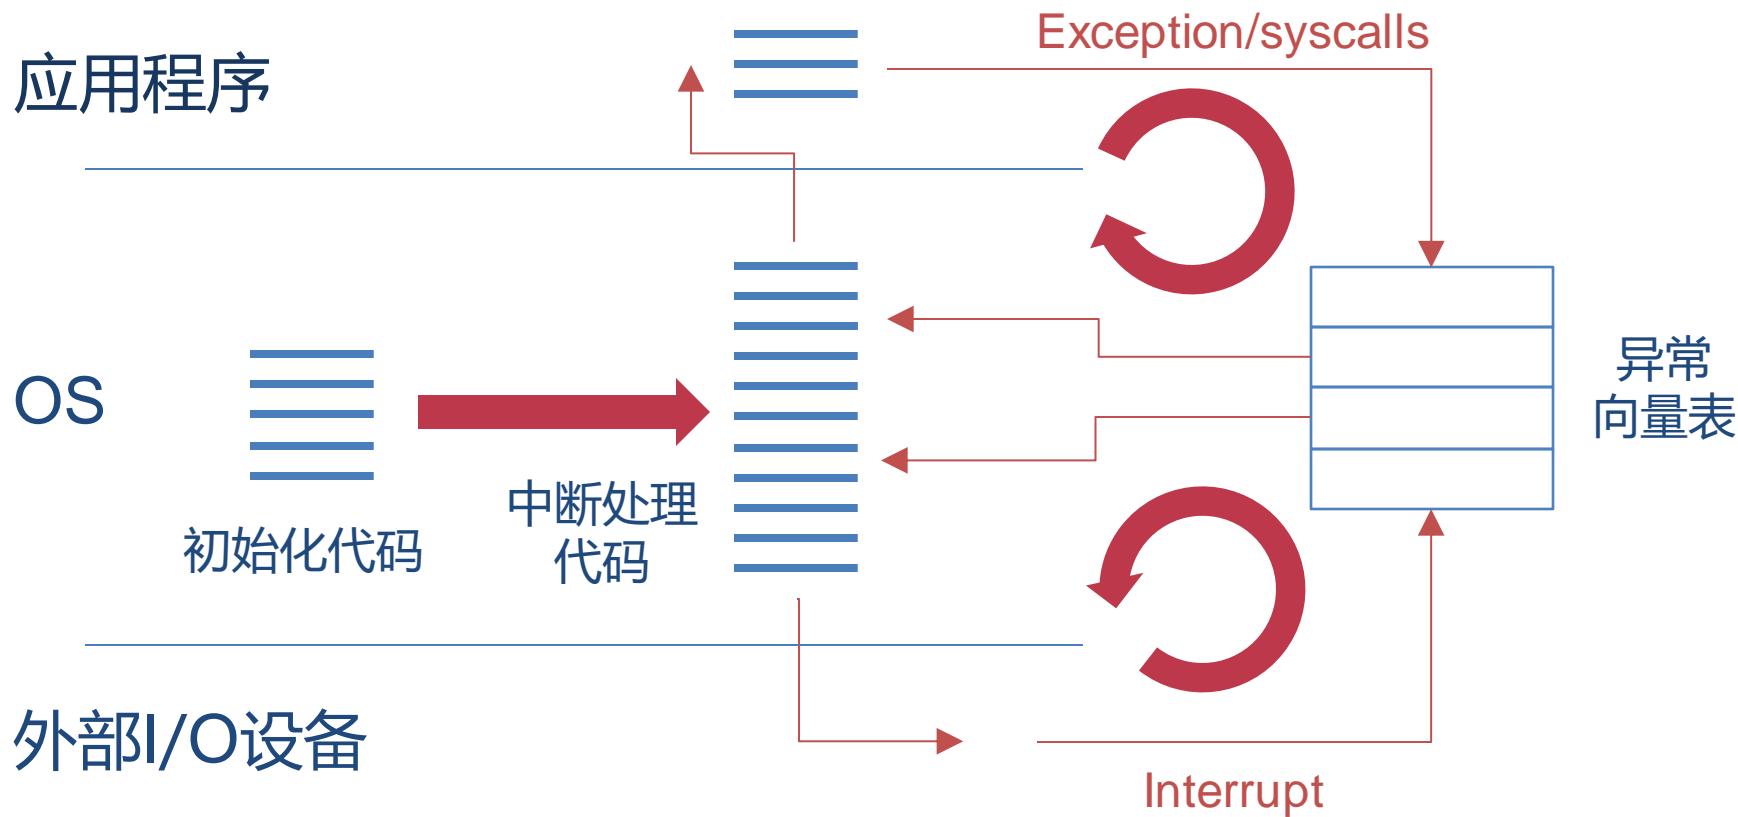 Exception/syscalls
应用程序
OS
异常
向量表
中断处理
代码
初始化代码
外部I/O设备
Interrupt